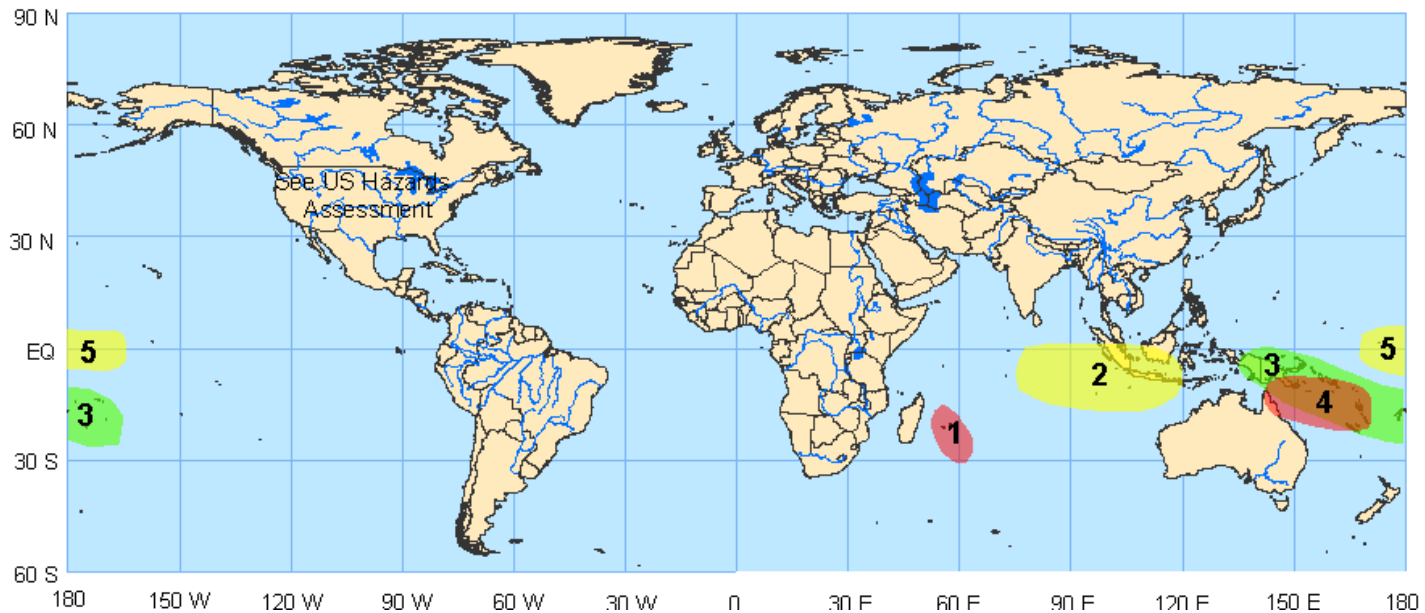 90 N
60 N
See US Hazards
Assessment
30 N
5
EQ
2
3
5
3
4
1
30 S
60 S
180
150 W
120 W
90 W
60 W
30 W
0
30 E
60 E
90 E
120 E
150 E
180